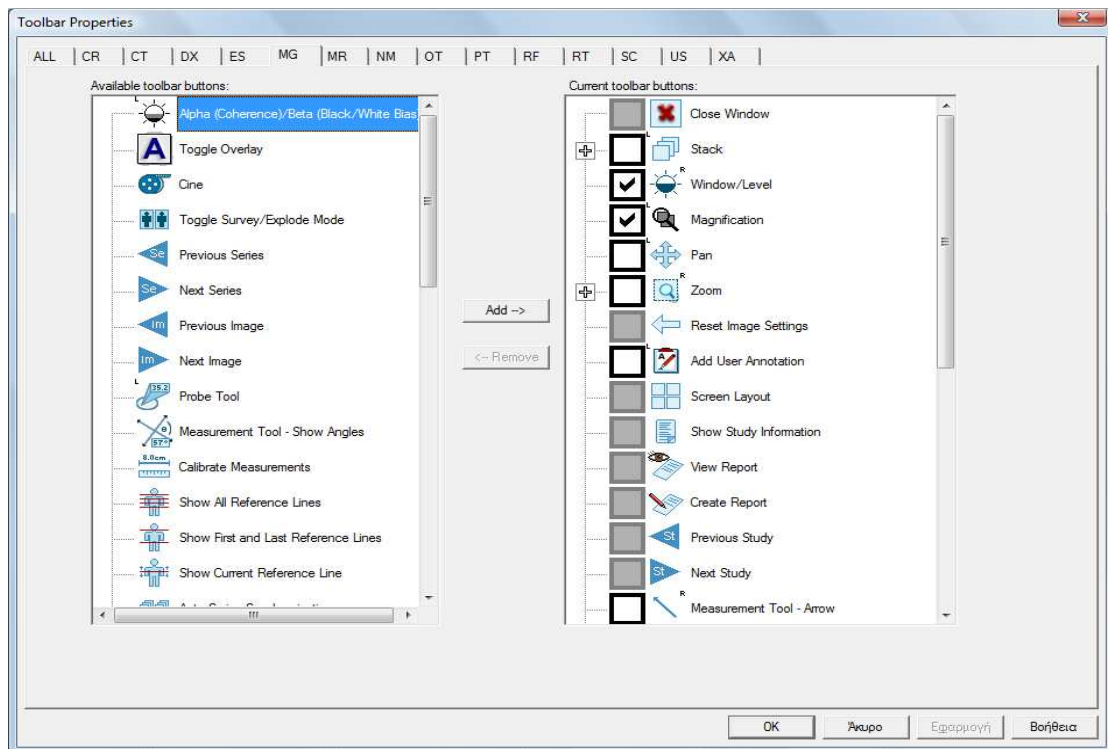 Toolbar Properties
ALL CR CT DX ES MG MR NM OT PT RF RT SC US XA
Available toolbar buttons:
Alpha (Coherence)/Beta (Black/White Bias
Toggle Overlay
Cine
Toggle Survey/Explode Mode
Previous Series
Next Series
Previous Image
Next Image
Probe Tool
Measurement Tool - Show Angles
Calibrate Measurements
Show All Reference Lines
Show First and Last Reference Lines
Show Current Reference Line
Add -->
<-- Remove
Current toolbar buttons:
Close Window
Stack
Window/Level
Magnification
Pan
Zoom
Reset Image Settings
Add User Annotation
Screen Layout
Show Study Information
View Report
Create Report
Previous Study
Next Study
Measurement Tool - Arrow
OK Άκυρο Εφαρμογή Βοήθεια